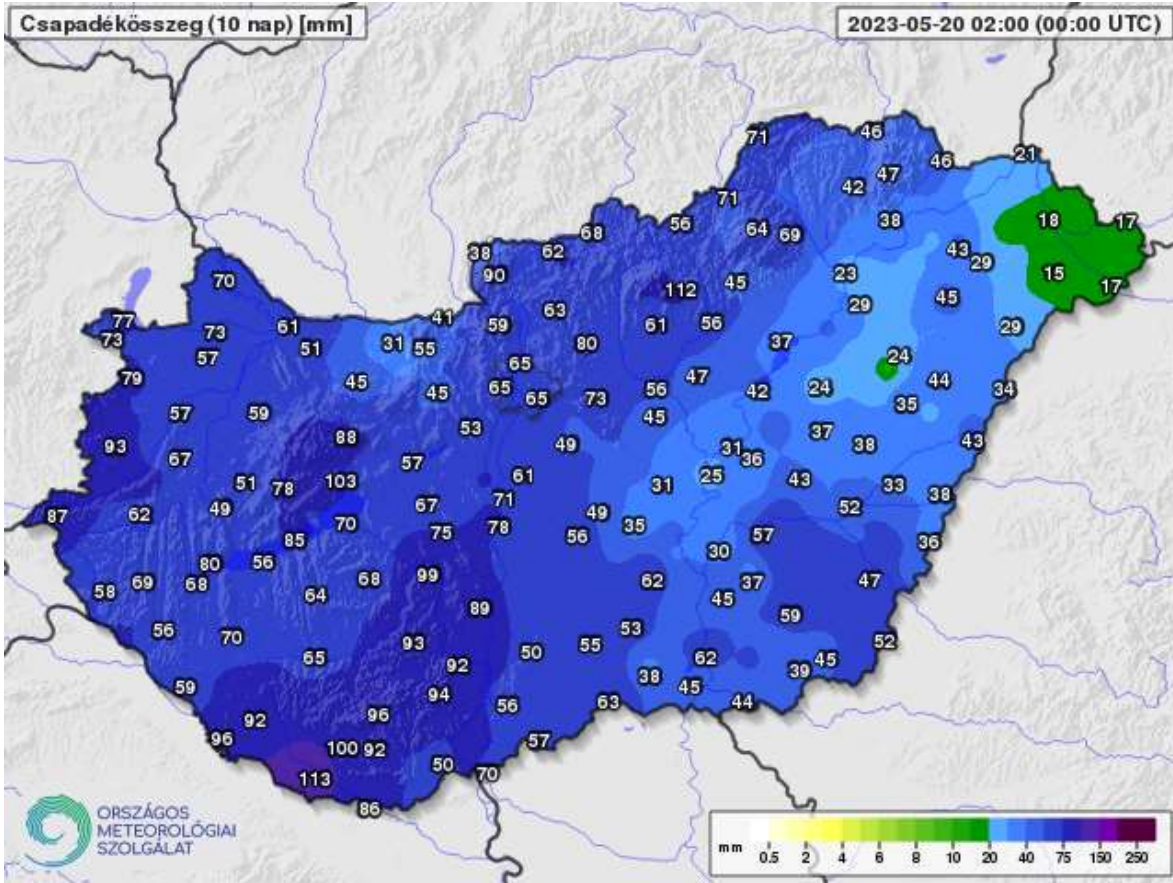 Csapadékösszeg (10 nap) [mm] 2023-05-20 02:00 (00:00 UTC)
71 46
46 21
47
42
71
18 17
56 38
68 64 69
38 62 43
29
90 23 15
70 45 17
112 29 45
63
77 41 59 61 56 29
73 73 61
51 31 55 80 37
57 24
65
79 45 45 65 47 44
56 42 24 34
65 73 35
57 59 45
53 37
88 49 38 43
93 31
67 57 36
61 25 43
51 78 103 31 33
71 38
49 67 52
87 62 70 78 49 35
85 75 56 57 36
80 56 30
69 68 68 99 62 37 47
58 64 45
89 59
56 70 53
93 50 55 52
65 92 62 45
39
59 94 38 45
56 63 44
92 96
96 100 92 57
113 50 70
86
ORSZÁGOS
METEOROLÓGIAI
SZOLGÁLAT
mm 0.5 2 4 6 8 10 20 40 75 150 250